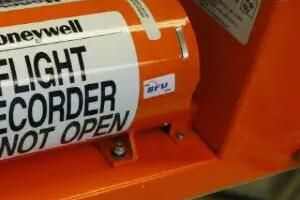 oneywell
FLIGHT
ECORDER
NOT OPEN
BFU